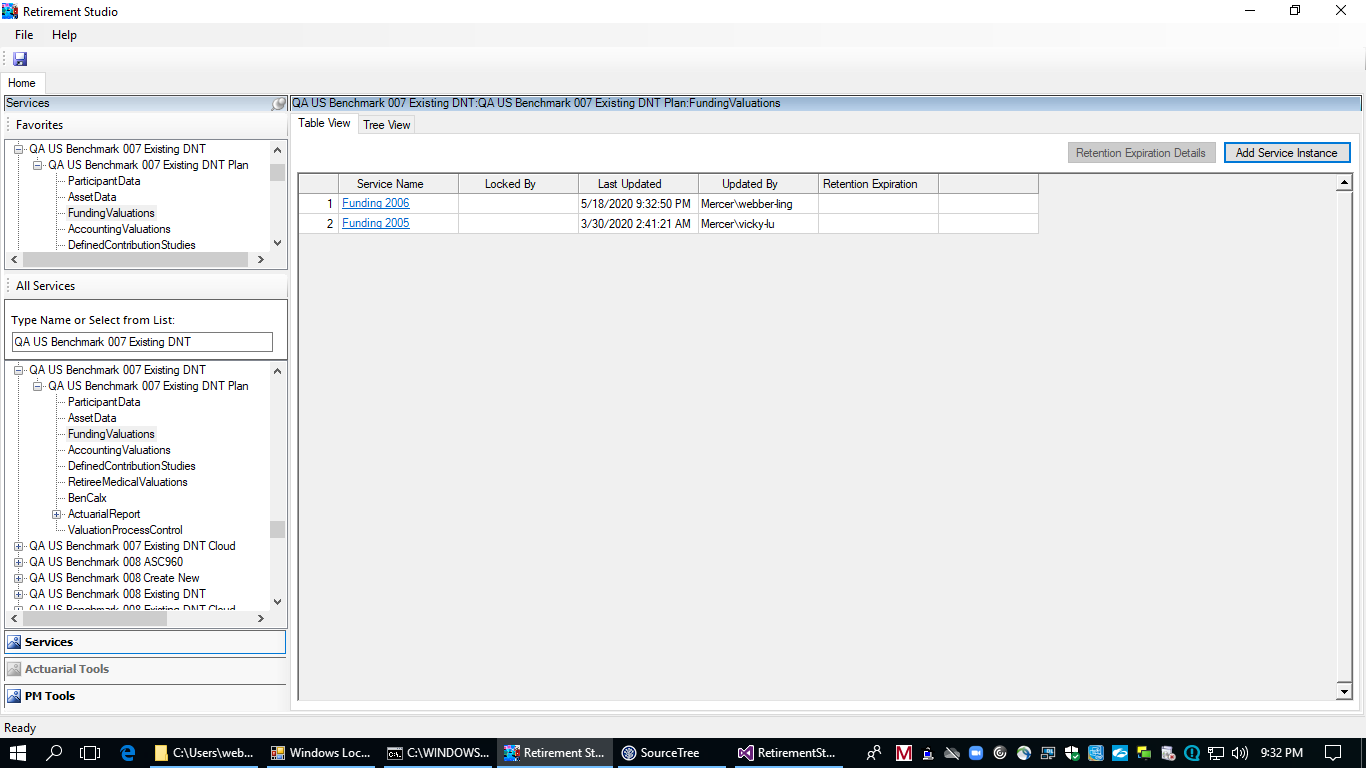 Retirement Studio
File Help
Home
Services
QA US Benchmark 007 Existing DNT:QA US Benchmark 007 Existing DNT Plan:FundingValuations
Favorites
Table View Tree View
QA US Benchmark 007 Existing DNT
QA US Benchmark 007 Existing DNT Plan
ParticipantData
AssetData
FundingValuations
AccountingValuations
DefinedContributionStudies
Retention Expiration Details Add Service Instance
Service Name Locked By Last Updated Updated By Retention Expiration
1 Funding 2006 5/18/2020 9:32:50 PM Mercer\webber-ling
2 Funding 2005 3/30/2020 2:41:21 AM Mercer\vicky-lu
All Services
Type Name or Select from List:
QA US Benchmark 007 Existing DNT
QA US Benchmark 007 Existing DNT
QA US Benchmark 007 Existing DNT Plan
ParticipantData
AssetData
FundingValuations
AccountingValuations
DefinedContributionStudies
RetireeMedicalValuations
BenCalx
ActuarialReport
ValuationProcessControl
QA US Benchmark 007 Existing DNT Cloud
QA US Benchmark 008 ASC960
QA US Benchmark 008 Create New
QA US Benchmark 008 Existing DNT
QA US Benchmark 008 Existing DNT Cloud
Services
Actuarial Tools
PM Tools
Ready
C:\Users\web... Windows Loc... C:\WINDOWS... Retirement St... SourceTree RetirementSt... 9:32 PM